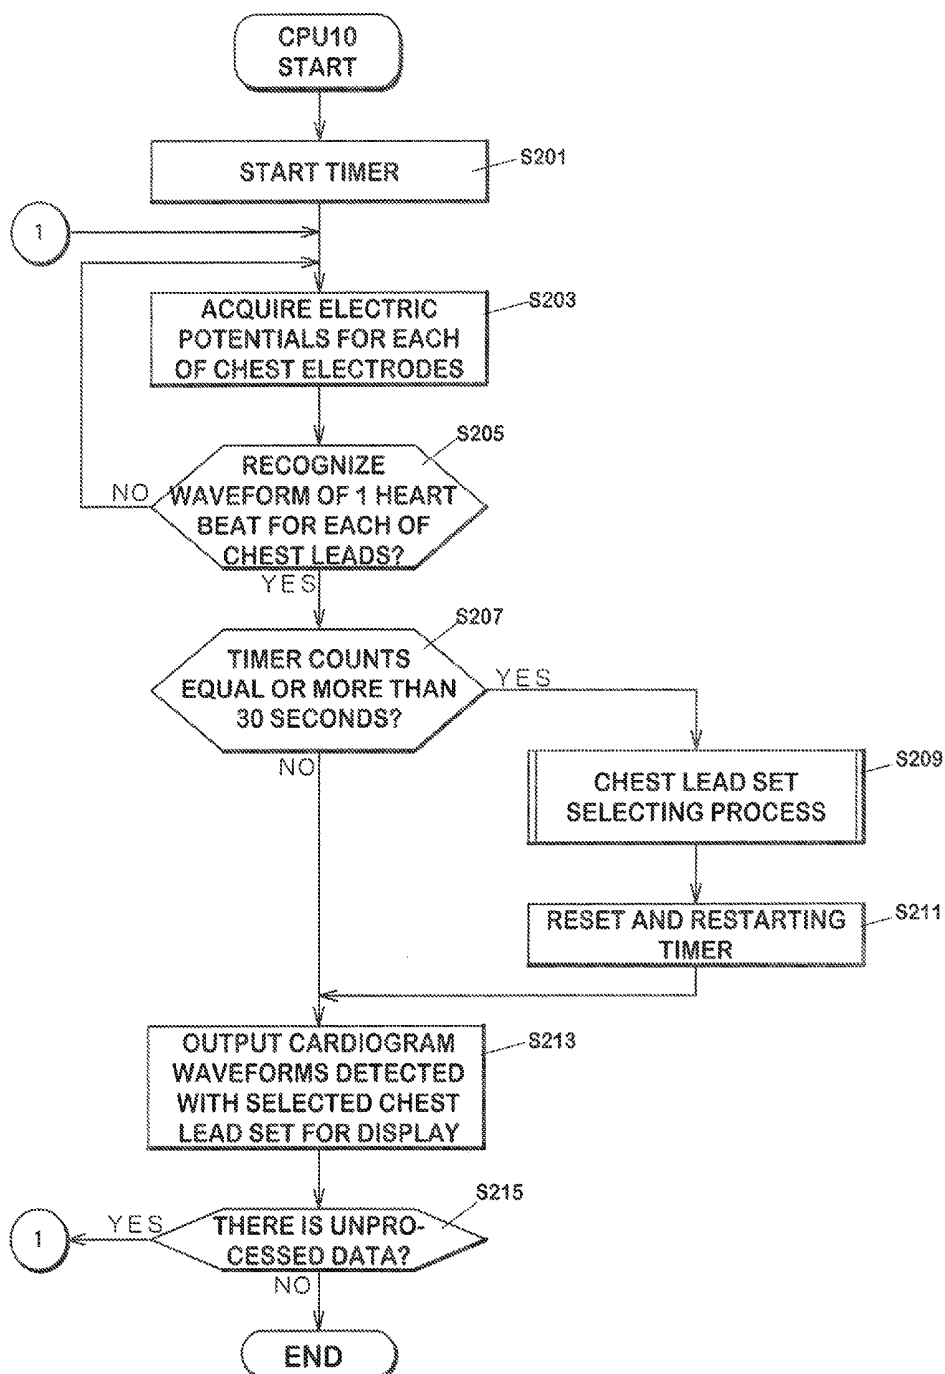 CPU10
START
START TIMER
S201
1
ACQUIRE ELECTRIC
POTENTIALS FOR EACH
OF CHEST ELECTRODES
S203
RECOGNIZE
WAVEFORM OF 1 HEART
BEAT FOR EACH OF
CHEST LEADS?
S205
NO
YES
TIMER COUNTS
EQUAL OR MORE THAN
30 SECONDS?
S207
YES
NO
CHEST LEAD SET
SELECTING PROCESS
S209
RESET AND RESTARTING
TIMER
S211
OUTPUT CARDIOGRAM
WAVEFORMS DETECTED
WITH SELECTED CHEST
LEAD SET FOR DISPLAY
S213
THERE IS UNPRO-
CESSED DATA?
S215
YES
1
NO
END